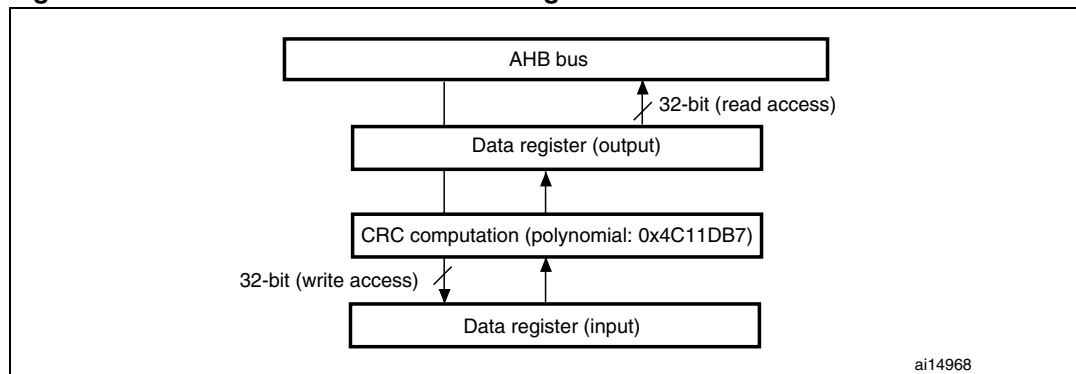 AHB bus
32-bit (read access)
Data register (output)
CRC computation (polynomial: 0x4C11DB7)
32-bit (write access)
Data register (input)
ai14968